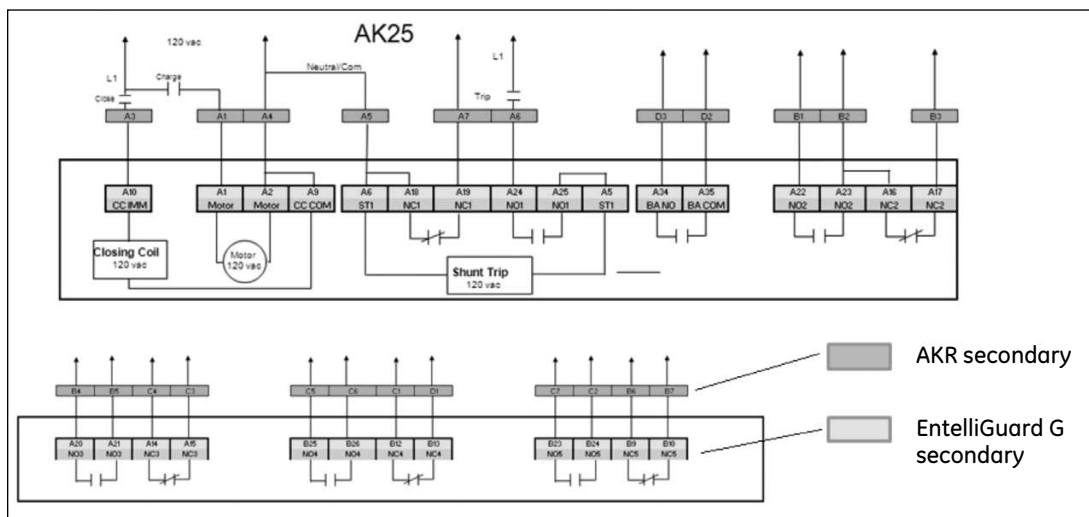 AK25
120 vac
L1
Close
Charge
Neutral/Com
Trip
L1
A3 A1 A4 A5 A7 A6 D3 D2 B1 B2 B3
A10 A1 A2 A9 A6 A18 A19 A24 A25 A5 A34 A35 A22 A23 A16 A17
CC IMM Motor Motor CC COM ST1 NC1 NC1 NO1 NO1 ST1 BA NO BA COM NO2 NO2 NC2 NC2
Closing Coil
120 vac
Motor
120 vac
Shunt Trip
120 vac
B4 B5 C4 C3 C5 C6 C1 D1 C7 C2 B6 B7
A20 A21 A14 A15 B25 B26 B12 B13 B23 B24 B9 B10
NO3 NO3 NC3 NC3 NO4 NO4 NC4 NC4 NO5 NO5 NC5 NC5
AKR secondary
EntelliGuard G
secondary